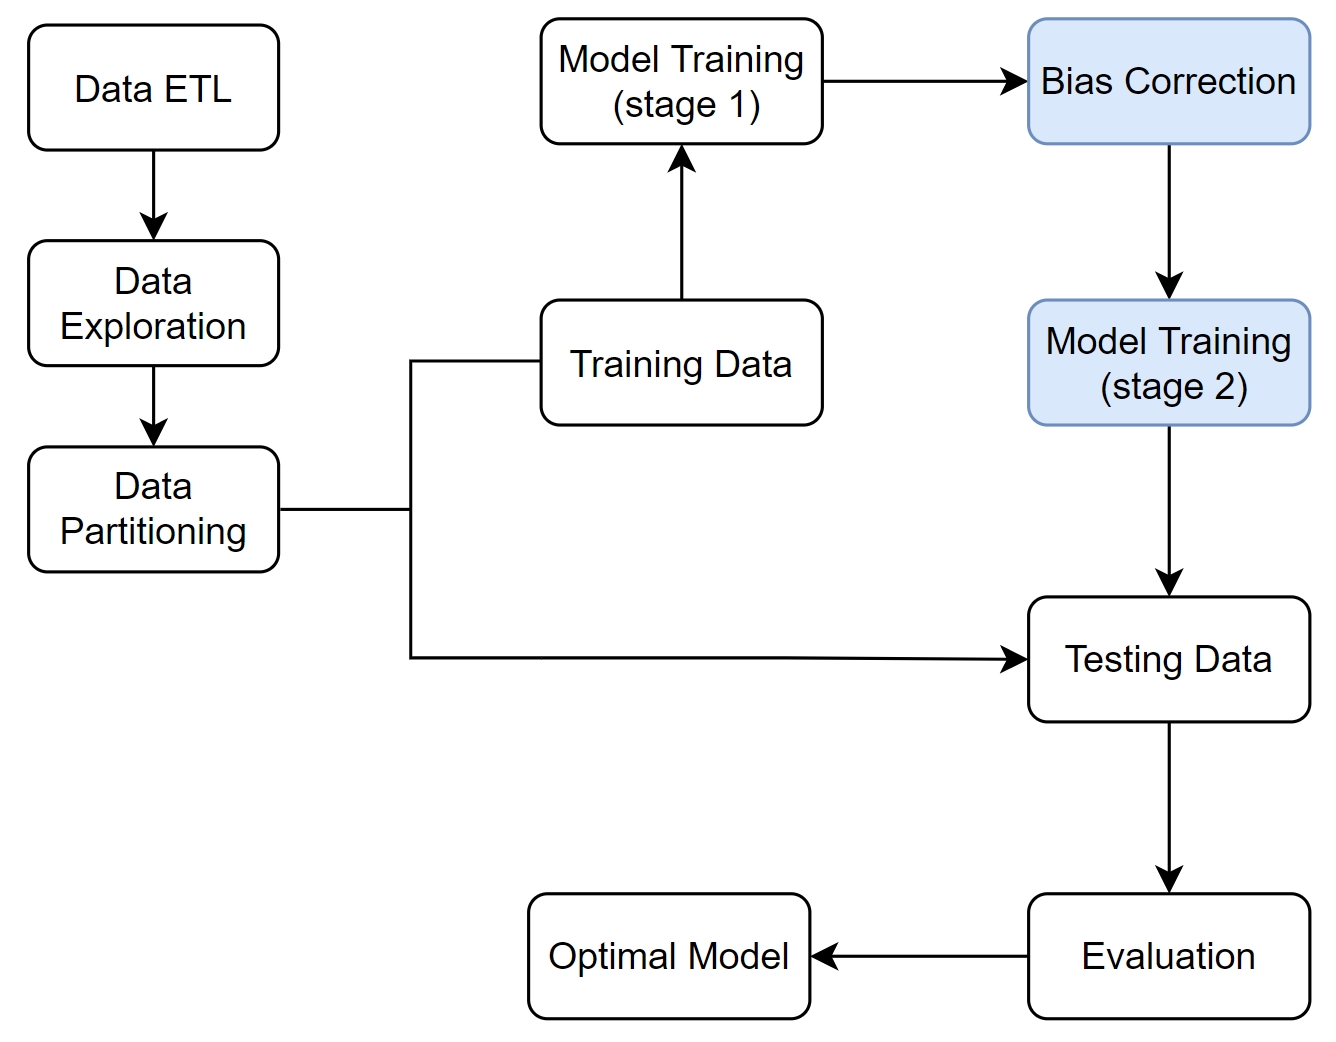 Data ETL
Data
Exploration
Data
Partitioning
Training Data
Model Training
(stage 1)
Bias Correction
Model Training
(stage 2)
Testing Data
Evaluation
Optimal Model